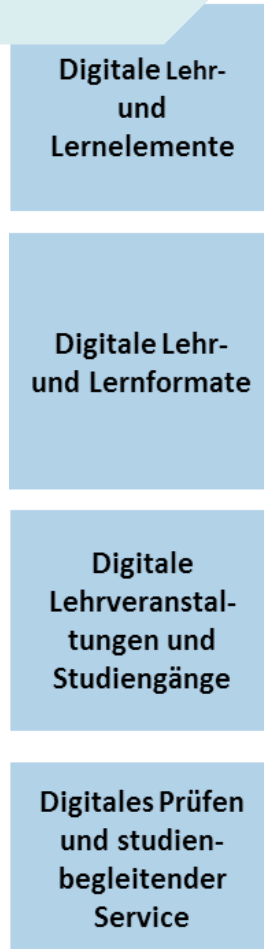 Digitale Lehr-
und
Lernelemente
Digitale Lehr-
und Lernformate
Digitale
Lehrveranstal-
tungen und
Studiengänge
Digitales Prüfen
und studien-
begleitender
Service